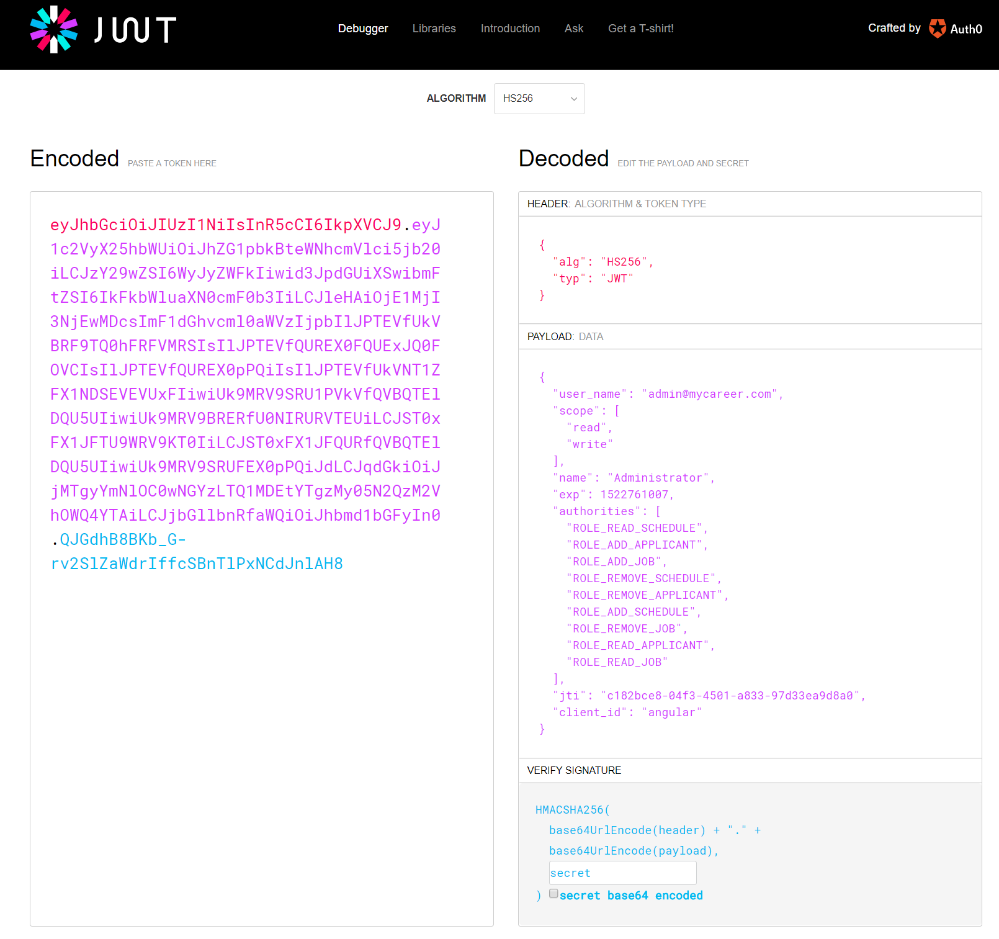 JWT
Debugger Libraries Introduction Ask Get a T-shirt!
Crafted by Auth0
ALGORITHM HS256
Encoded PASTE A TOKEN HERE
eyJhbGciOiJIUzI1NiIsInR5cCI6IkpXVCJ9.eyJ
1c2VyX25hbWUiOiJhZG1pbkBteWNhcmVlci5jb20
iLCJzY29wZSI6WyJyZWFkIiwid3JpdGUiXSwibmF
tZSI6IkFkbWluaXN0cmF0b3IiLCJleHAiOjE1MjI
3NjEwMDcsImF1dGhvcml0aWVzIjpbIlJPTEVfUkV
BRF9TQ0hFRFVMRSIsIlJPTEVfQUREX0FQUExJQ0F
OVCIsIlJPTEVfQUREX0pPQiIsIlJPTEVfUkVNT1Z
FX1NDSEVEVUxFIiwiUk9MRV9SRU1PVkVfQVBQTEl
DQU5UIiwiUk9MRV9BRERfU0NIRURVTEUiLCJST0x
FX1JFTU9WRV9KT0IiLCJST0xFX1JFQURfQVBQTEl
DQU5UIiwiUk9MRV9SRUFEX0pPQiJdLCJqdGkiOiJ
jMTgyYmNlOC0wNGYzLTQ1MDEtYTgzMy05N2QzM2V
hOWQ4YTAiLCJjbGllbnRfaWQiOiJhbmd1bGFyIn0
.QJGdhB8BKb_G-
rv2SlZaWdrIffcSBnTlPxNCdJnlAH8
Decoded EDIT THE PAYLOAD AND SECRET
HEADER: ALGORITHM & TOKEN TYPE
{
"alg": "HS256",
"typ": "JWT"
}
PAYLOAD: DATA
{
"user_name": "admin@mycareer.com",
"scope": [
"read",
"write"
],
"name": "Administrator",
"exp": 1522761007,
"authorities": [
"ROLE_READ_SCHEDULE",
"ROLE_ADD_APPLICANT",
"ROLE_ADD_JOB",
"ROLE_REMOVE_SCHEDULE",
"ROLE_REMOVE_APPLICANT",
"ROLE_ADD_SCHEDULE",
"ROLE_REMOVE_JOB",
"ROLE_READ_APPLICANT",
"ROLE_READ_JOB"
],
"jti": "c182bce8-04f3-4501-a833-97d33ea9d8a0",
"client_id": "angular"
}
VERIFY SIGNATURE
HMACSHA256(
base64UrlEncode(header) + "." +
base64UrlEncode(payload),
secret
) secret base64 encoded